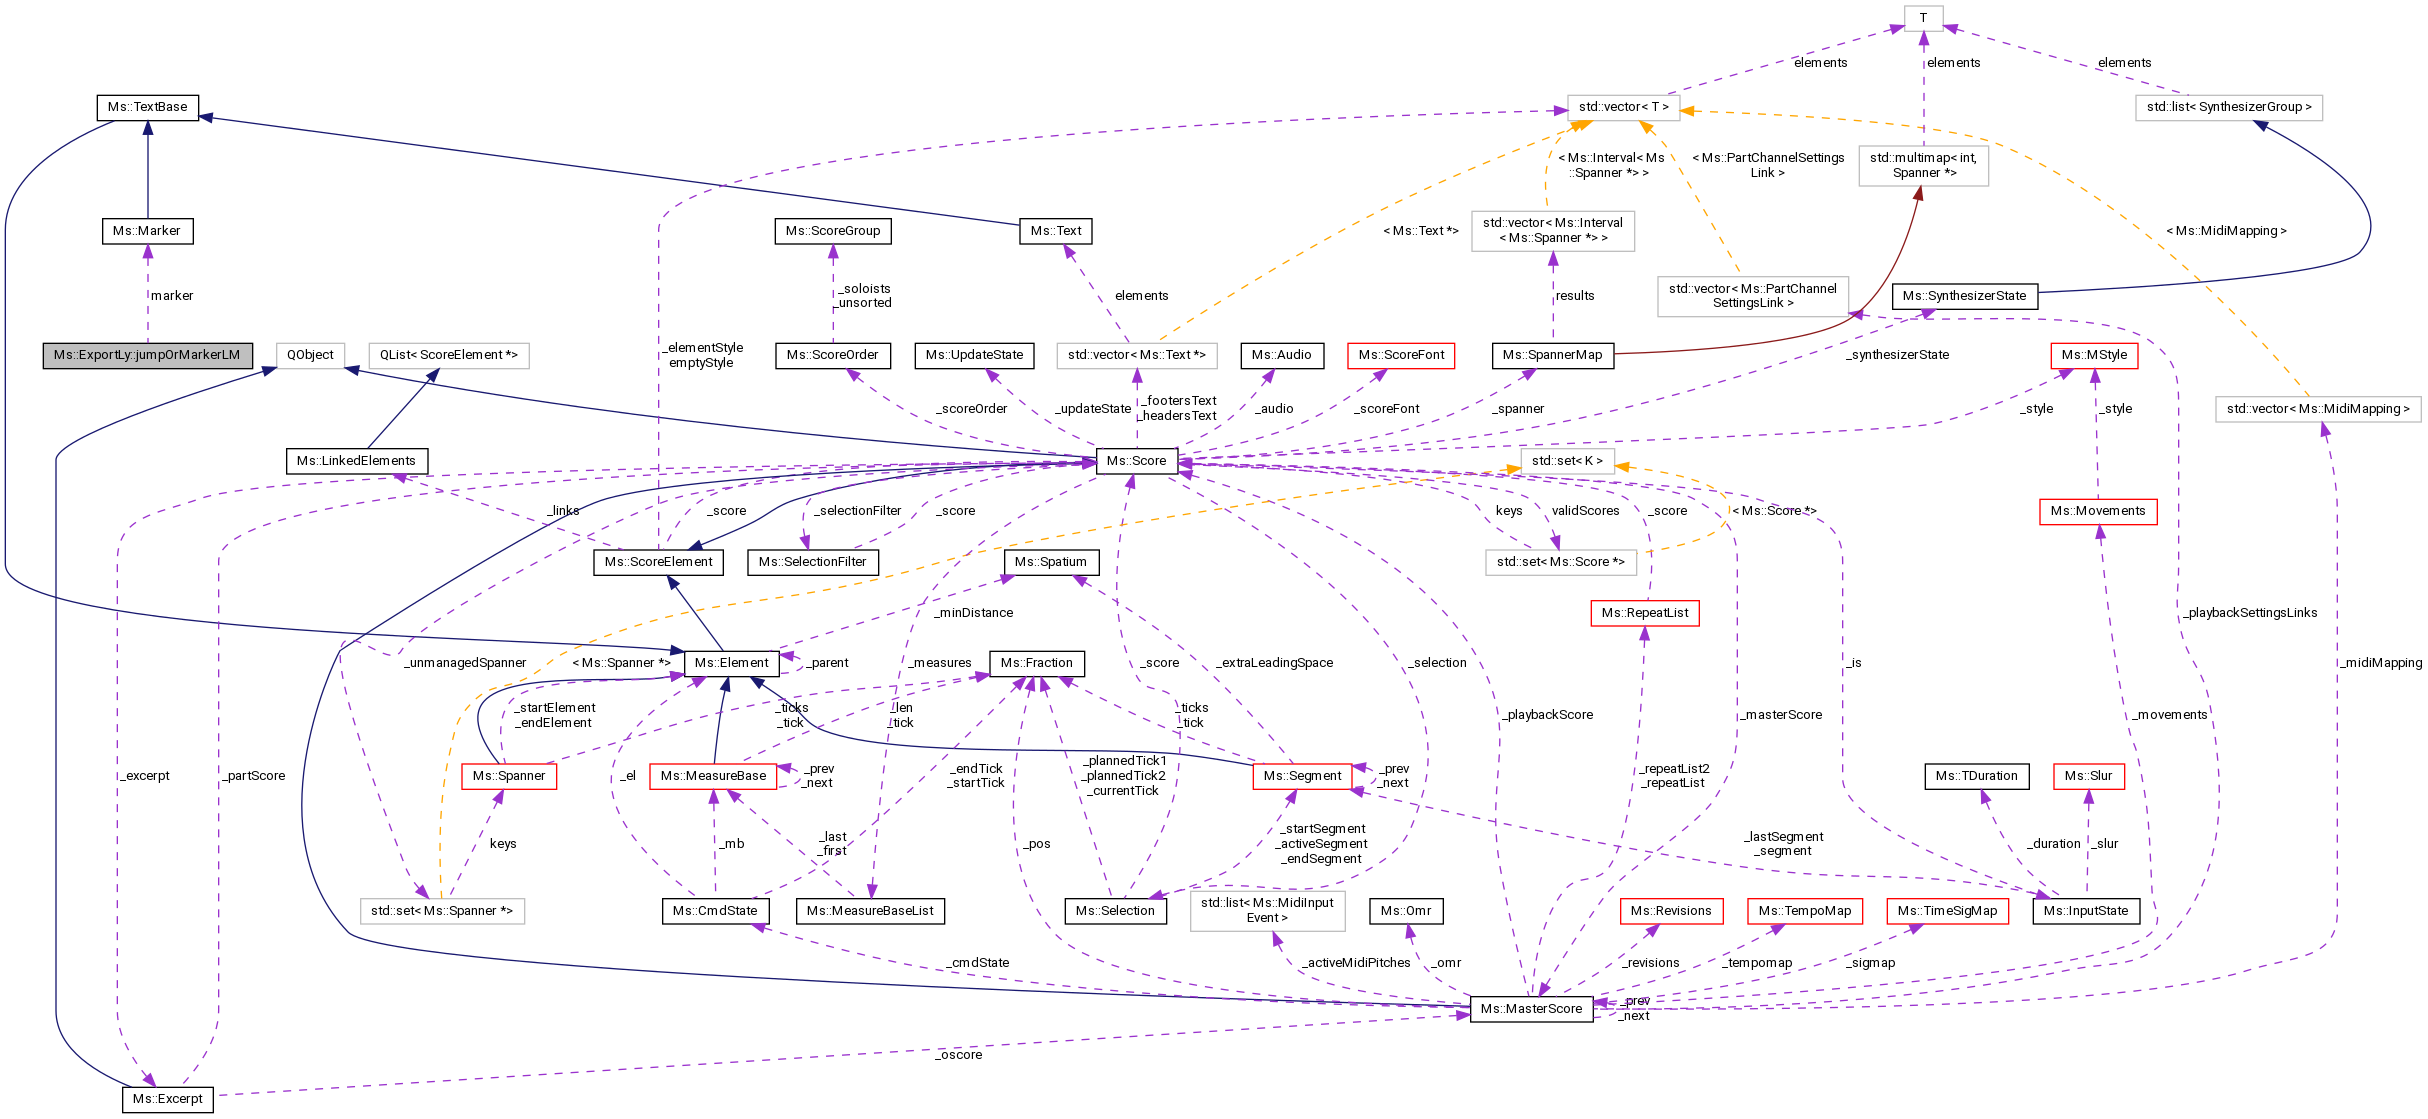 T
elements
elements
elements
Ms::TextBase
std::vector< T >
std::list< SynthesizerGroup >
< Ms::Interval< Ms
::Spanner *> >
< Ms::PartChannelSettings
Link >
std::multimap< int,
Spanner *>
Ms::Marker
Ms::ScoreGroup
Ms::Text
< Ms::Text *>
std::vector< Ms::Interval
< Ms::Spanner *> >
< Ms::MidiMapping >
marker
_soloists
_unsorted
elements
results
std::vector< Ms::PartChannel
SettingsLink >
Ms::SynthesizerState
Ms::ExportLy::jumpOrMarkerLM
QObject
QList< ScoreElement *>
_elementStyle
emptyStyle
Ms::ScoreOrder
Ms::UpdateState
std::vector< Ms::Text *>
Ms::Audio
Ms::ScoreFont
Ms::SpannerMap
_synthesizerState
Ms::MStyle
_scoreOrder
_updateState
_footersText
_headersText
_audio
_scoreFont
_spanner
_style
_style
std::vector< Ms::MidiMapping >
Ms::LinkedElements
Ms::Score
std::set< K >
_links
_score
_selectionFilter
_score
keys
validScores
_score
< Ms::Score *>
Ms::Movements
Ms::ScoreElement
Ms::SelectionFilter
Ms::Spatium
std::set< Ms::Score *>
_minDistance
Ms::RepeatList
_playbackSettingsLinks
_unmanagedSpanner
< Ms::Spanner *>
Ms::Element
_parent
_measures
Ms::Fraction
_score
_extraLeadingSpace
_selection
_is
_midiMapping
_startElement
_endElement
_ticks
_tick
_len
_tick
_ticks
_tick
_playbackScore
_masterScore
_movements
_excerpt
_partScore
Ms::Spanner
_el
Ms::MeasureBase
_prev
_next
_endTick
_startTick
_plannedTick1
_plannedTick2
_currentTick
Ms::Segment
_prev
_next
_repeatList2
_repeatList
Ms::TDuration
Ms::Slur
keys
_mb
_last
_first
_pos
_startSegment
_activeSegment
_endSegment
_lastSegment
_segment
_duration
_slur
std::set< Ms::Spanner *>
Ms::CmdState
Ms::MeasureBaseList
Ms::Selection
std::list< Ms::MidiInput
Event >
Ms::Omr
Ms::Revisions
Ms::TempoMap
Ms::TimeSigMap
Ms::InputState
_cmdState
_activeMidiPitches
_omr
_revisions
_tempomap
_sigmap
Ms::MasterScore
_prev
_next
_oscore
Ms::Excerpt